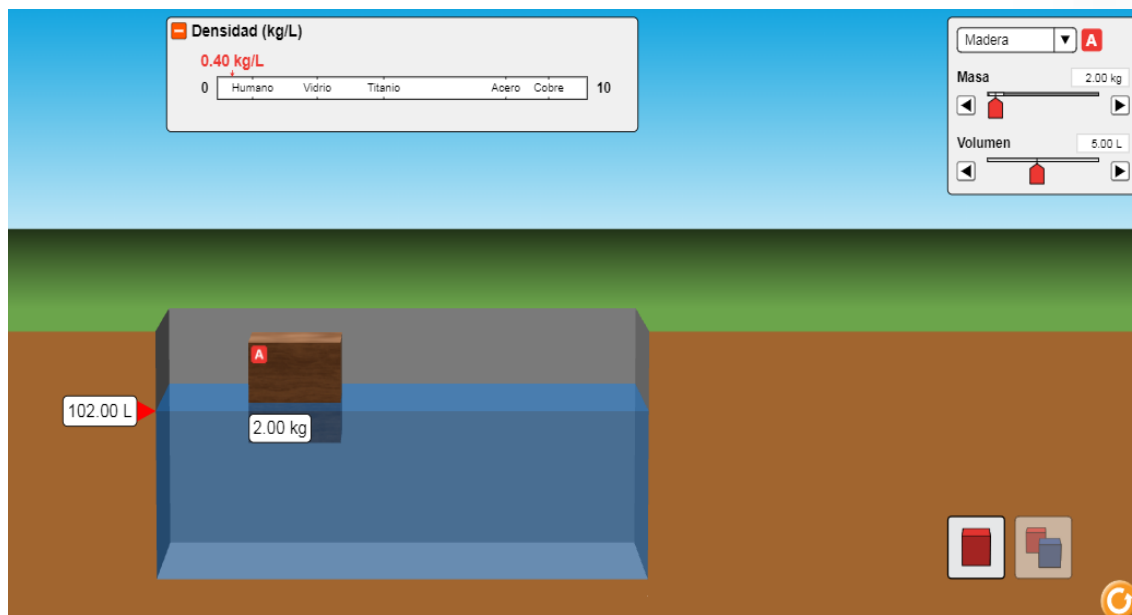 Densidad (kg/L)
0.40 kg/L
0 Humano Vidrio Titanio Acero Cobre 10
Madera A
Masa 2.00 kg
Volumen 5.00 L
A
102.00 L
2.00 kg